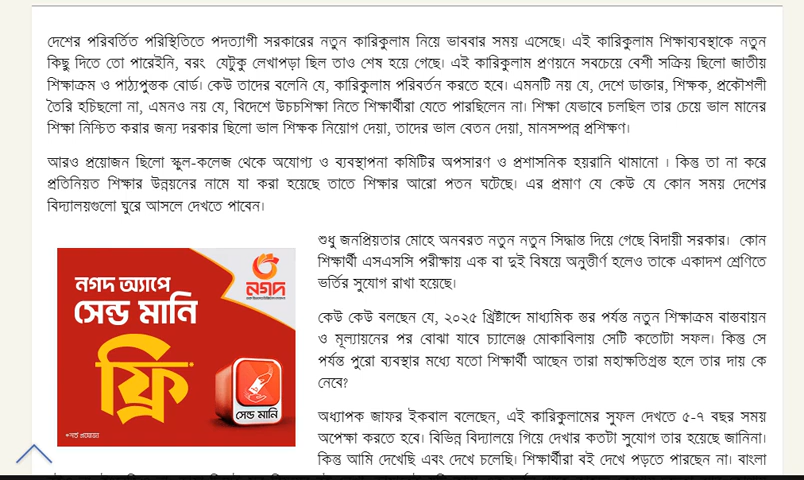 দেশের পরিবর্তিত পরিস্থিতিতে পদত্যাগী সরকারের নতুন কারিকুলাম নিয়ে ভাববার সময় এসেছে। এই কারিকুলাম শিক্ষাব্যবস্থাকে নতুন
কিছু দিতে তো পারেইনি, বরং যেটুকু লেখাপড়া ছিল তাও শেষ হয়ে গেছে। এই কারিকুলাম প্রণয়নে সবচেয়ে বেশী সক্রিয় ছিলো জাতীয়
শিক্ষাক্রম ও পাঠ্যপুস্তক বোর্ড। কেউ তাদের বলেনি যে, কারিকুলাম পরিবর্তন করতে হবে। এমনটি নয় যে, দেশে ডাক্তার, শিক্ষক, প্রকৌশলী
তৈরি হচিছলো না, এমনও নয় যে, বিদেশে উচচশিক্ষা নিতে শিক্ষার্থীরা যেতে পারছিলেন না। শিক্ষা যেভাবে চলছিল তার চেয়ে ভাল মানের
শিক্ষা নিশ্চিত করার জন্য দরকার ছিলো ভাল শিক্ষক নিয়োগ দেয়া, তাদের ভাল বেতন দেয়া, মানসম্পন্ন প্রশিক্ষণ।
আরও প্রয়োজন ছিলো স্কুল-কলেজ থেকে অযোগ্য ও ব্যবস্থাপনা কমিটির অপসারণ ও প্রশাসনিক হয়রানি থামানো । কিন্তু তা না করে
প্রতিনিয়ত শিক্ষার উন্নয়নের নামে যা করা হয়েছে তাতে শিক্ষার আরো পতন ঘটেছে। এর প্রমাণ যে কেউ যে কোন সময় দেশের
বিদ্যালয়গুলো ঘুরে আসলে দেখতে পাবেন।
শুধু জনপ্রিয়তার মোহে অনবরত নতুন নতুন সিদ্ধান্ত দিয়ে গেছে বিদায়ী সরকার। কোন
শিক্ষার্থী এসএসসি পরীক্ষায় এক বা দুই বিষয়ে অনুত্তীর্ণ হলেও তাকে একাদশ শ্রেণিতে
ভর্তির সুযোগ রাখা হয়েছে।
কেউ কেউ বলছেন যে, ২০২৫ খ্রিষ্টাব্দে মাধ্যমিক স্তর পর্যন্ত নতুন শিক্ষাক্রম বাস্তবায়ন
ও মূল্যায়নের পর বোঝা যাবে চ্যালেঞ্জ মোকাবিলায় সেটি কতোটা সফল। কিন্তু সে
পর্যন্ত পুরো ব্যবস্থার মধ্যে যতো শিক্ষার্থী আছেন তারা মহাক্ষতিগ্রস্ত হলে তার দায় কে
নেবে?
অধ্যাপক জাফর ইকবাল বলেছেন, এই কারিকুলামের সুফল দেখতে ৫-৭ বছর সময়
অপেক্ষা করতে হবে। বিভিন্ন বিদ্যালয়ে গিয়ে দেখার কতটা সুযোগ তার হয়েছে জানিনা।
কিন্তু আমি দেখেছি এবং দেখে চলেছি। শিক্ষার্থীরা বই দেখে পড়তে পারছেন না। বাংলা
নগদ
নগদ অ্যাপে
সেন্ড মানি
ফ্রি
সেন্ড মানি
*শর্ত প্রযোজ্য